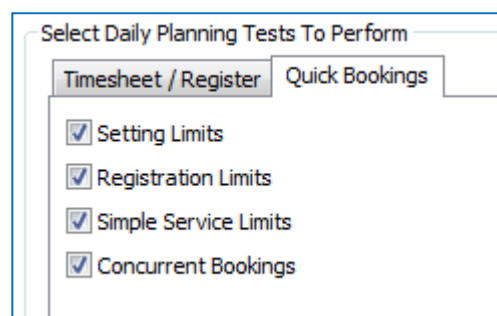 Select Daily Planning Tests To Perform
Timesheet / Register Quick Bookings
Setting Limits
Registration Limits
Simple Service Limits
Concurrent Bookings